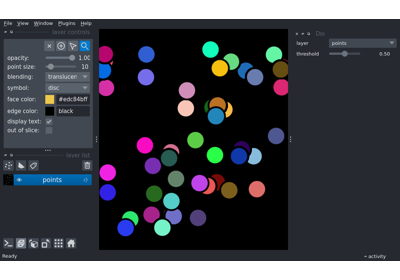 File View Window Plugins Help
layer controls
opacity: 1.00
point size: 10
blending: translucen
symbol: disc
face color: #edc84bff
edge color: black
display text: ✓
out of slice:
layer list
points
Ready
Do
layer points
threshold 0.50
activity